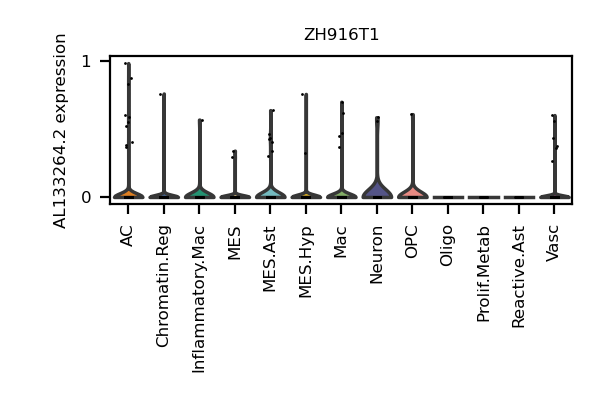 ZH916T1
AL133264.2 expression
1
0
AC
Chromatin.Reg
Inflammatory.Mac
MES
MES.Ast
MES.Hyp
Mac
Neuron
OPC
Oligo
Prolif.Metab
Reactive.Ast
Vasc